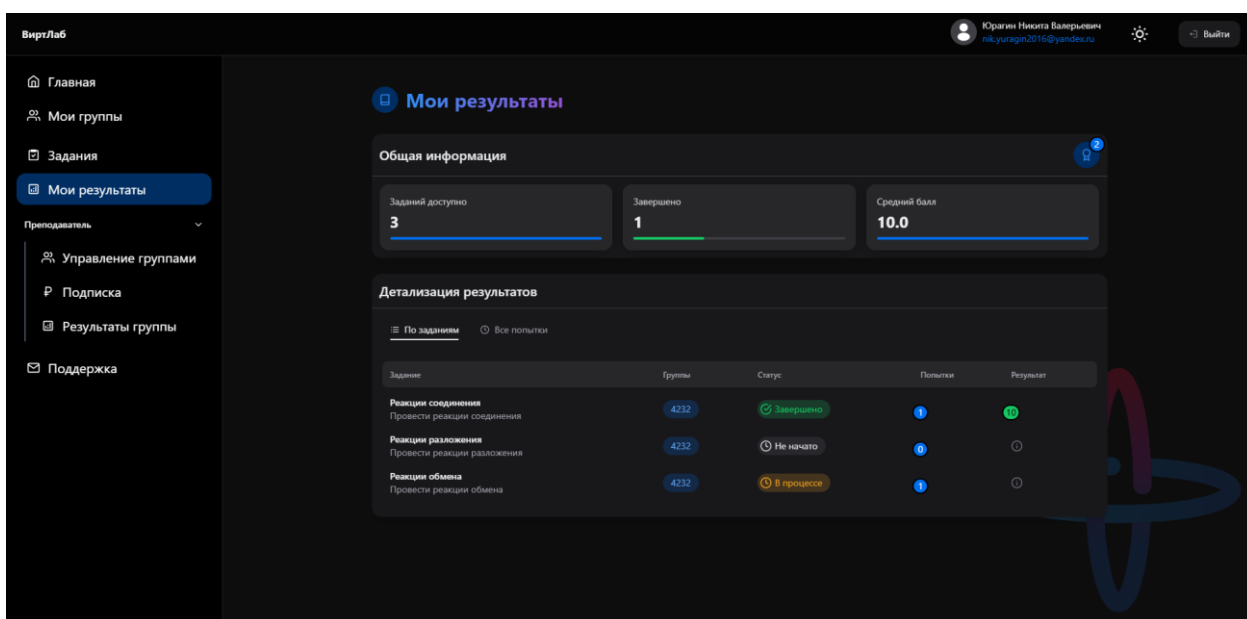 ВиртЛаб
Юрагин Никита Валерьевич
nik.yuragin2016@yandex.ru
Выйти
Главная
Мои группы
Задания
Мои результаты
Преподаватель
Управление группами
₽ Подписка
Результаты группы
Поддержка
Мои результаты
Общая информация
2
Заданий доступно
3
Завершено
1
Средний балл
10.0
Детализация результатов
По заданиям Все попытки
Задание Группы Статус Попытки Результат
Реакции соединения
Провести реакции соединения
4232 Завершено 1 10
Реакции разложения
Провести реакции разложения
4232 Не начато 0
Реакции обмена
Провести реакции обмена
4232 В процессе 1